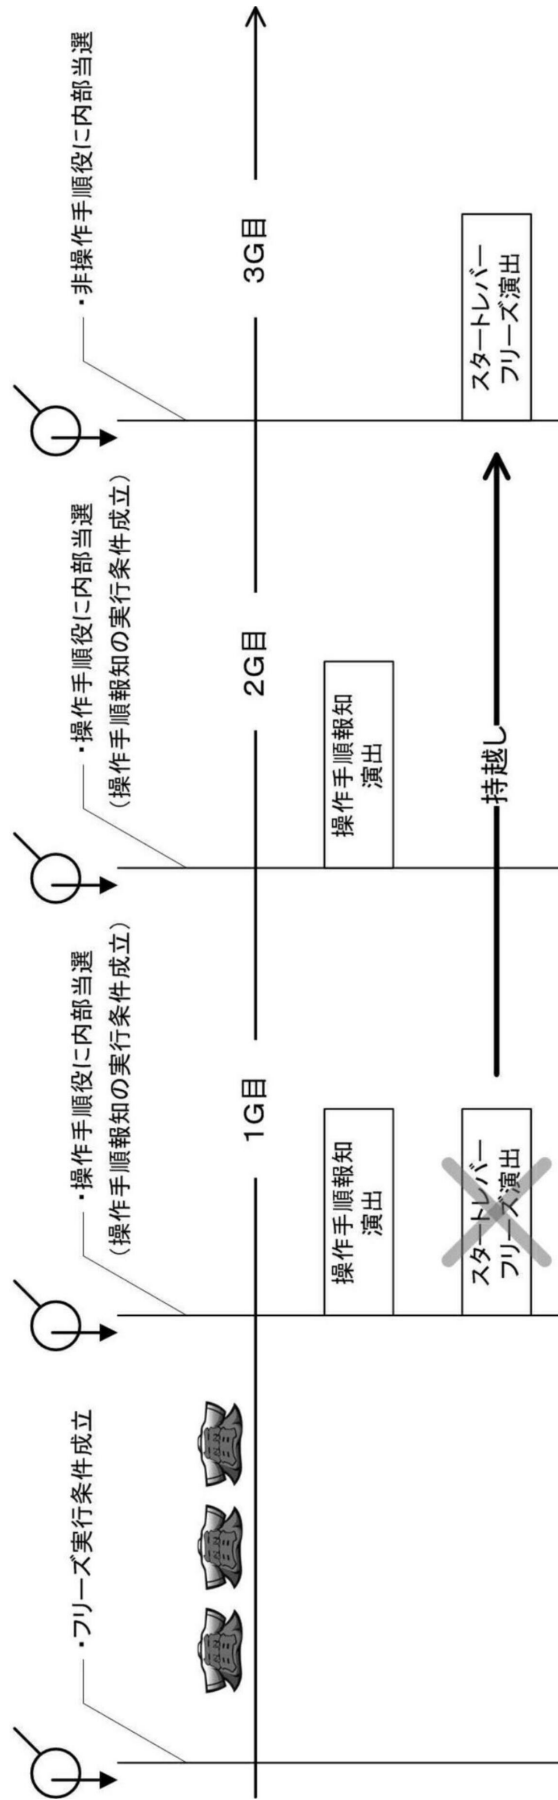 ・フリーズ実行条件成立
・操作手順役に内部当選
（操作手順報知の実行条件成立）
・操作手順役に内部当選
（操作手順報知の実行条件成立）
・非操作手順役に内部当選
1G目
2G目
3G目
操作手順報知
演出
操作手順報知
演出
スタートレバー
フリーズ演出
持越し
スタートレバー
フリーズ演出